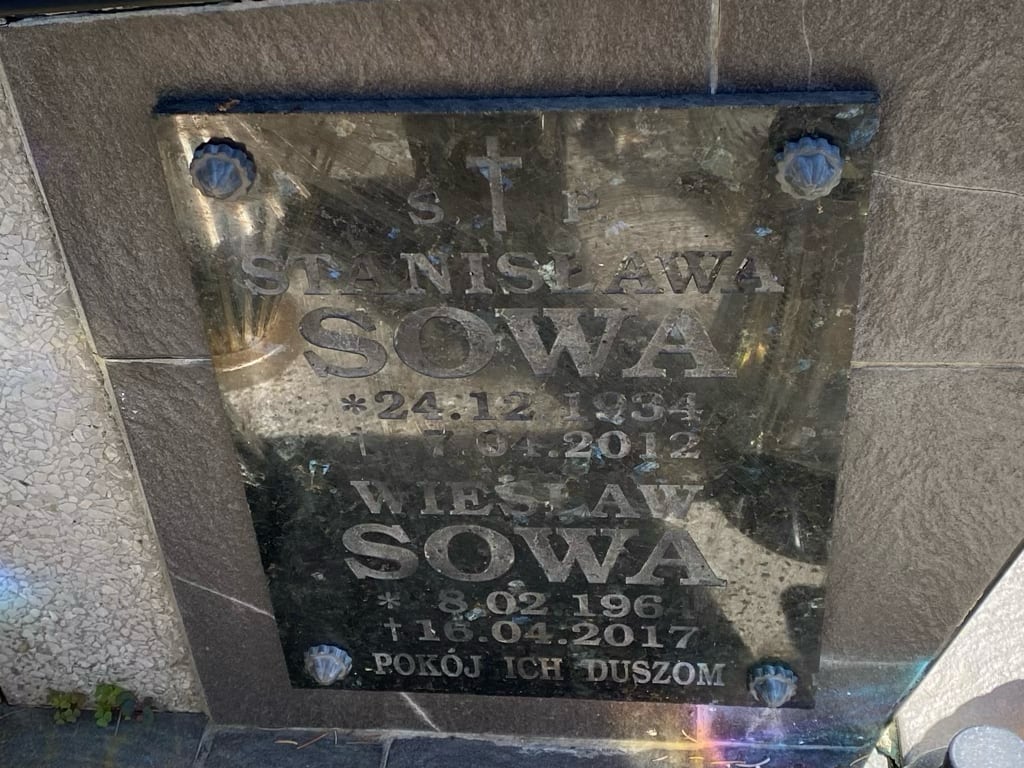 S P
STANISŁAWA
SOWA
*24.12 1934
† 7.04.2012
WIESŁAW
SOWA
* 8.02 1964
†16.04.2017
POKÓJ ICH DUSZOM